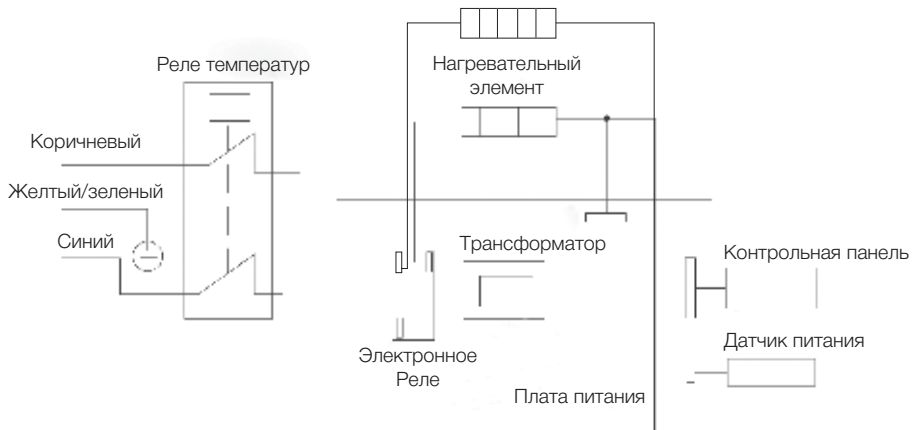 Реле температур
Нагревательный
элемент
Коричневый
Желтый/зеленый
Синий
Трансформатор
Контрольная панель
Электронное
Реле
Датчик питания
Плата питания